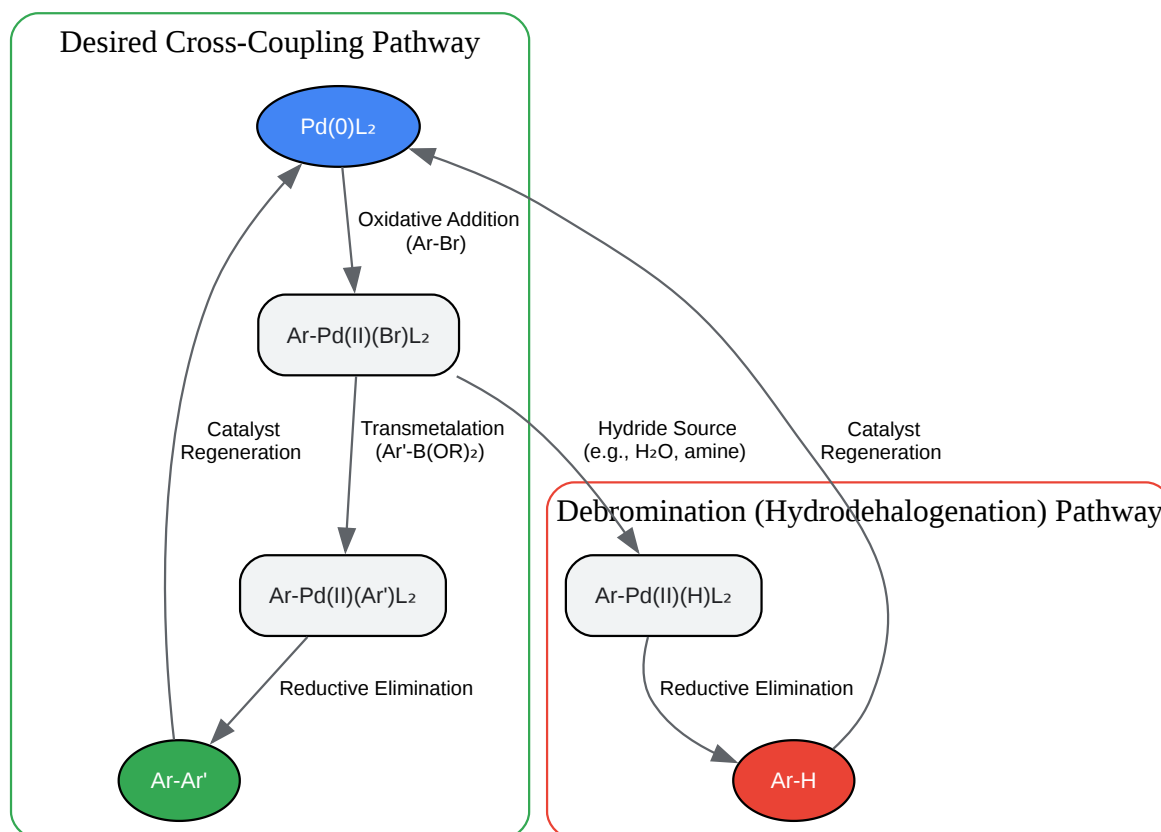 Desired Cross-Coupling Pathway
Pd(0)L₂
Oxidative Addition
(Ar-Br)
Ar-Pd(II)(Br)L₂
Catalyst
Regeneration
Transmetalation
(Ar'-B(OR)₂)
Hydride Source
(e.g., H₂O, amine)
Catalyst
Regeneration
Debromination (Hydrodehalogenation) Pathway
Ar-Pd(II)(Ar')L₂
Ar-Pd(II)(H)L₂
Reductive Elimination
Reductive Elimination
Ar-Ar'
Ar-H